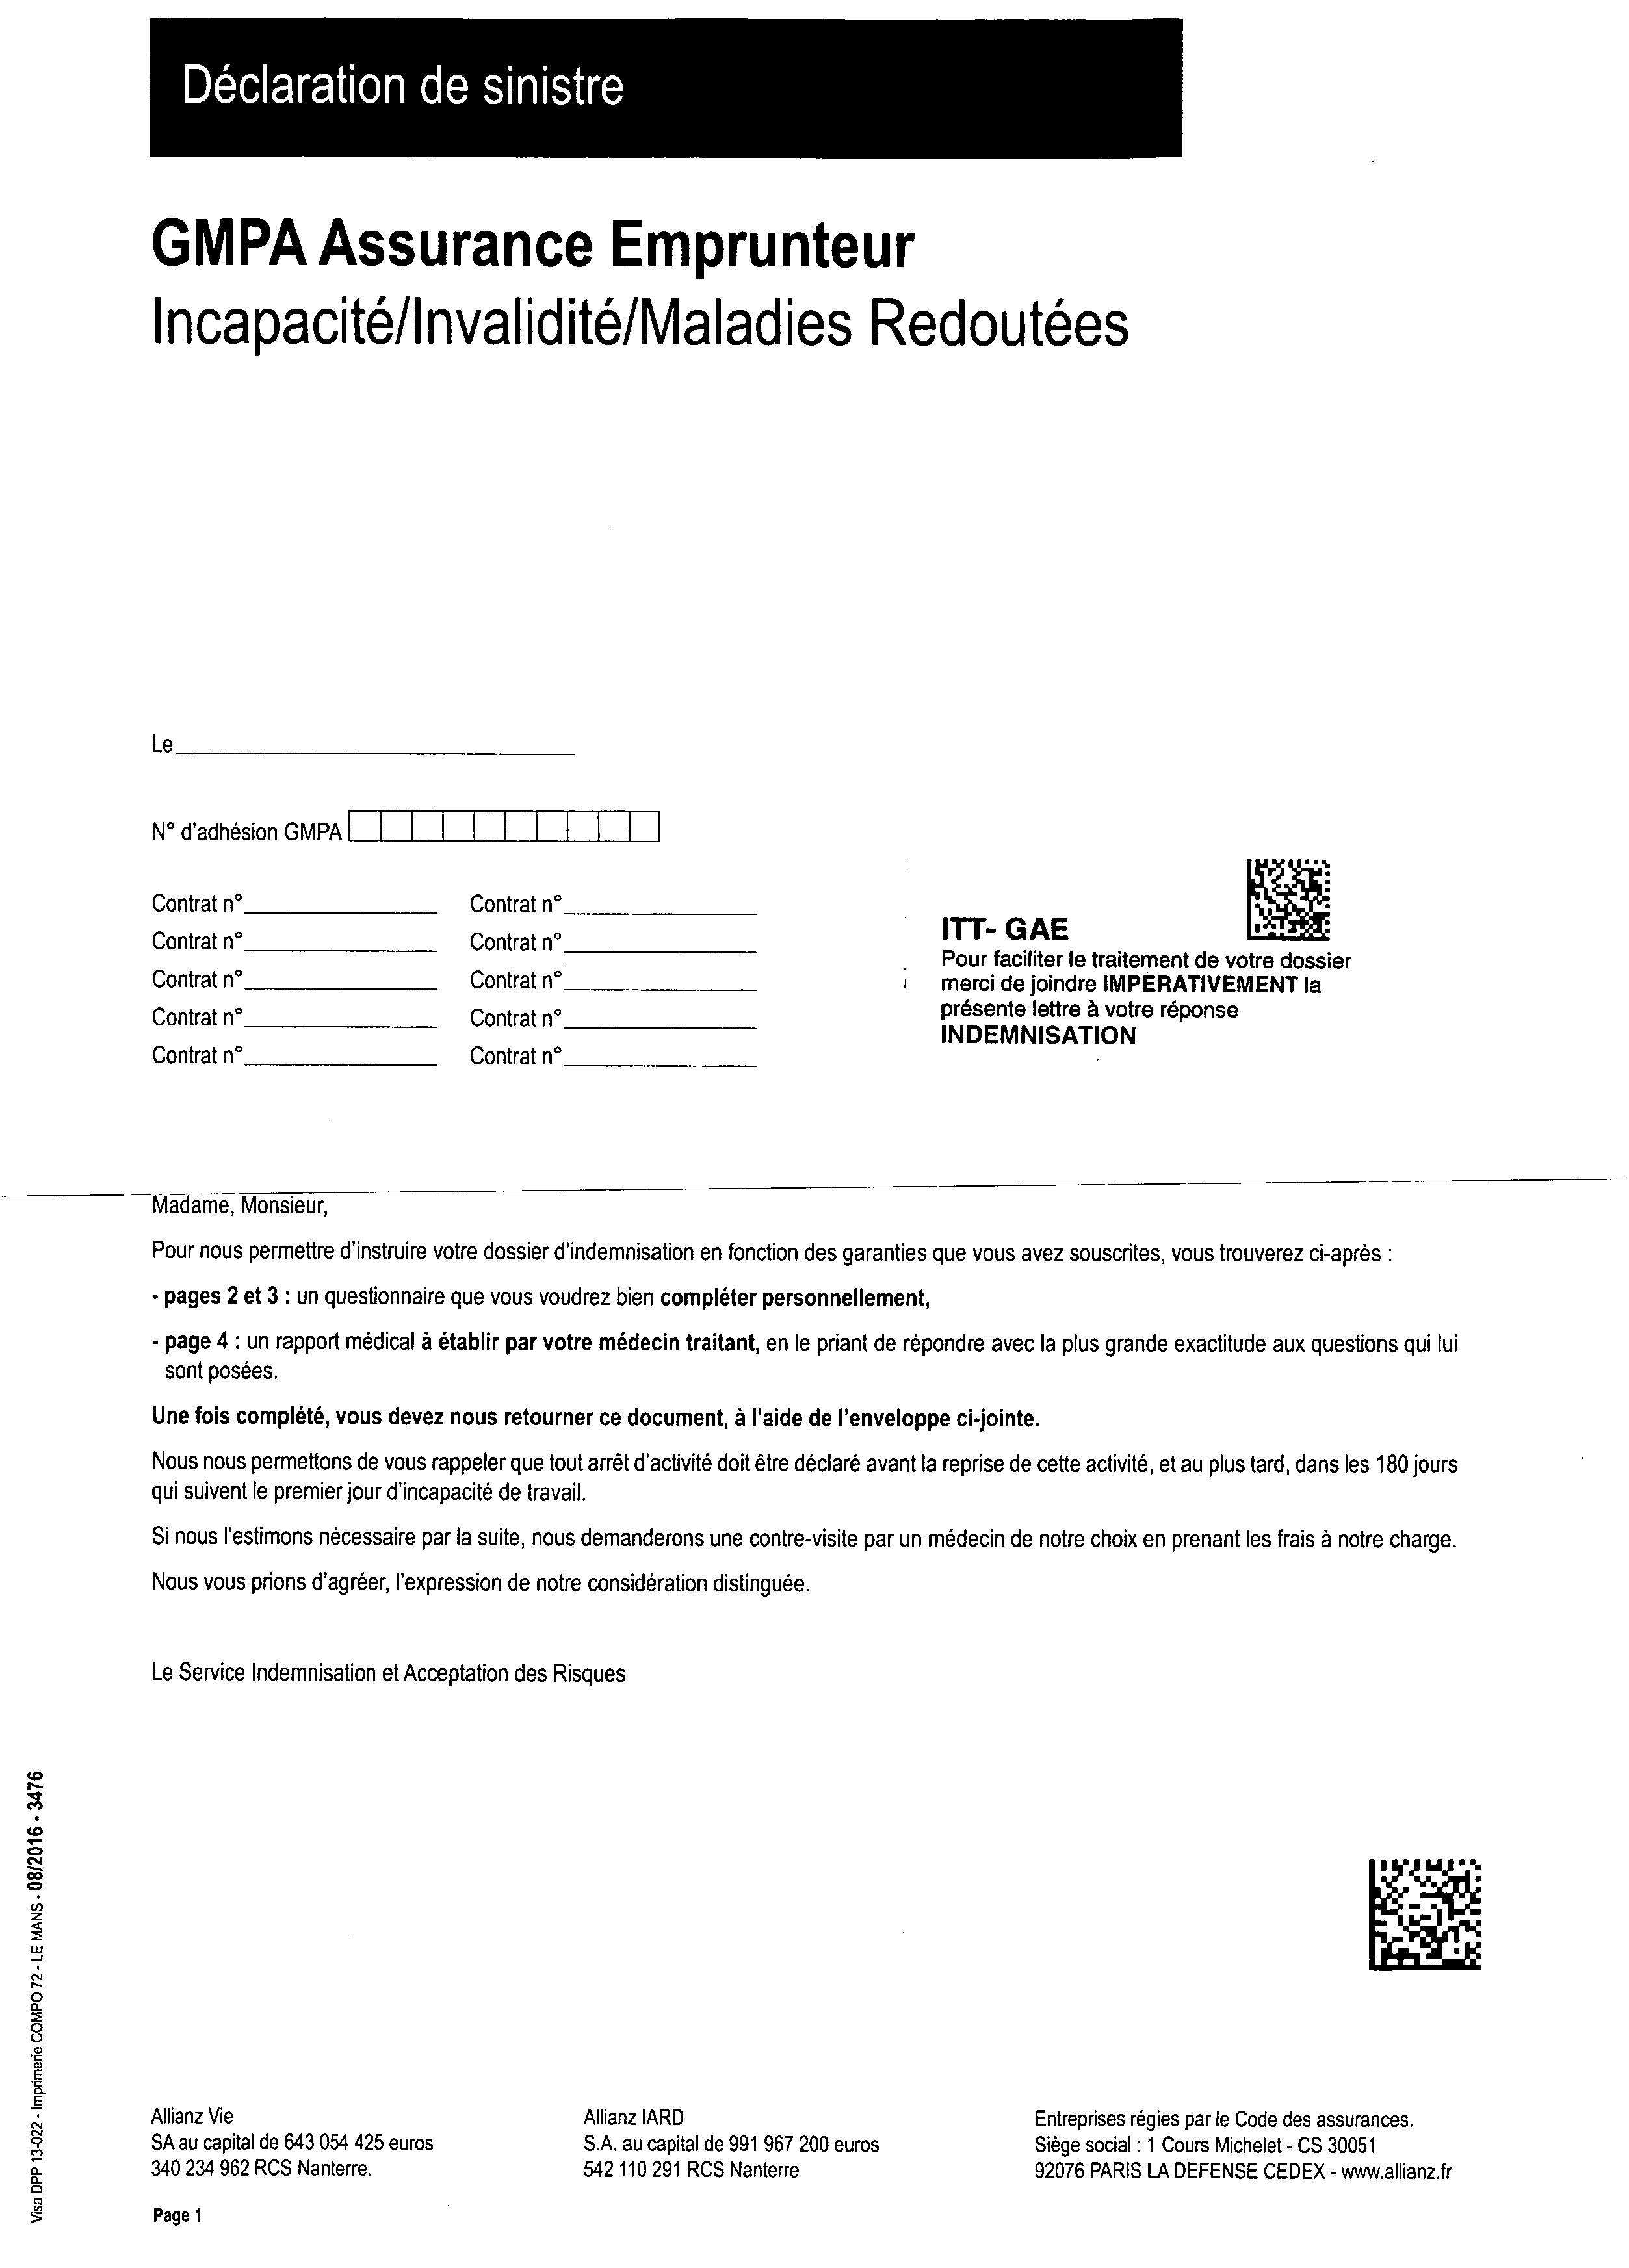 Déclaration de sinistre
GMPA Assurance Emprunteur
Incapacité/Invalidité/Maladies Redoutées
Le
N° d'adhésion GMPA
Contrat n° Contrat n°
Contrat n° Contrat n°
Contrat n° Contrat n°
Contrat n° Contrat n°
Contrat n° Contrat n°
ITT- GAE
Pour faciliter le traitement de votre dossier
merci de joindre IMPERATIVEMENT la
présente lettre à votre réponse
INDEMNISATION
Madame, Monsieur,
Pour nous permettre d'instruire votre dossier d'indemnisation en fonction des garanties que vous avez souscrites, vous trouverez ci-après :
- pages 2 et 3 : un questionnaire que vous voudrez bien compléter personnellement,
- page 4 : un rapport médical à établir par votre médecin traitant, en le priant de répondre avec la plus grande exactitude aux questions qui lui
sont posées.
Une fois complété, vous devez nous retourner ce document, à l'aide de l'enveloppe ci-jointe.
Nous nous permettons de vous rappeler que tout arrêt d'activité doit être déclaré avant la reprise de cette activité, et au plus tard, dans les 180 jours
qui suivent le premier jour d'incapacité de travail.
Si nous l'estimons nécessaire par la suite, nous demanderons une contre-visite par un médecin de notre choix en prenant les frais à notre charge.
Nous vous prions d'agréer, l'expression de notre considération distinguée.
Le Service Indemnisation et Acceptation des Risques
Visa DPP 13-022 - Imprimerie COMPO 72 - LE MANS - 08/2016 - 3476
Allianz Vie
SA au capital de 643 054 425 euros
340 234 962 RCS Nanterre.
Allianz IARD
S.A. au capital de 991 967 200 euros
542 110 291 RCS Nanterre
Entreprises régies par le Code des assurances.
Siège social : 1 Cours Michelet - CS 30051
92076 PARIS LA DEFENSE CEDEX - www.allianz.fr
Page 1